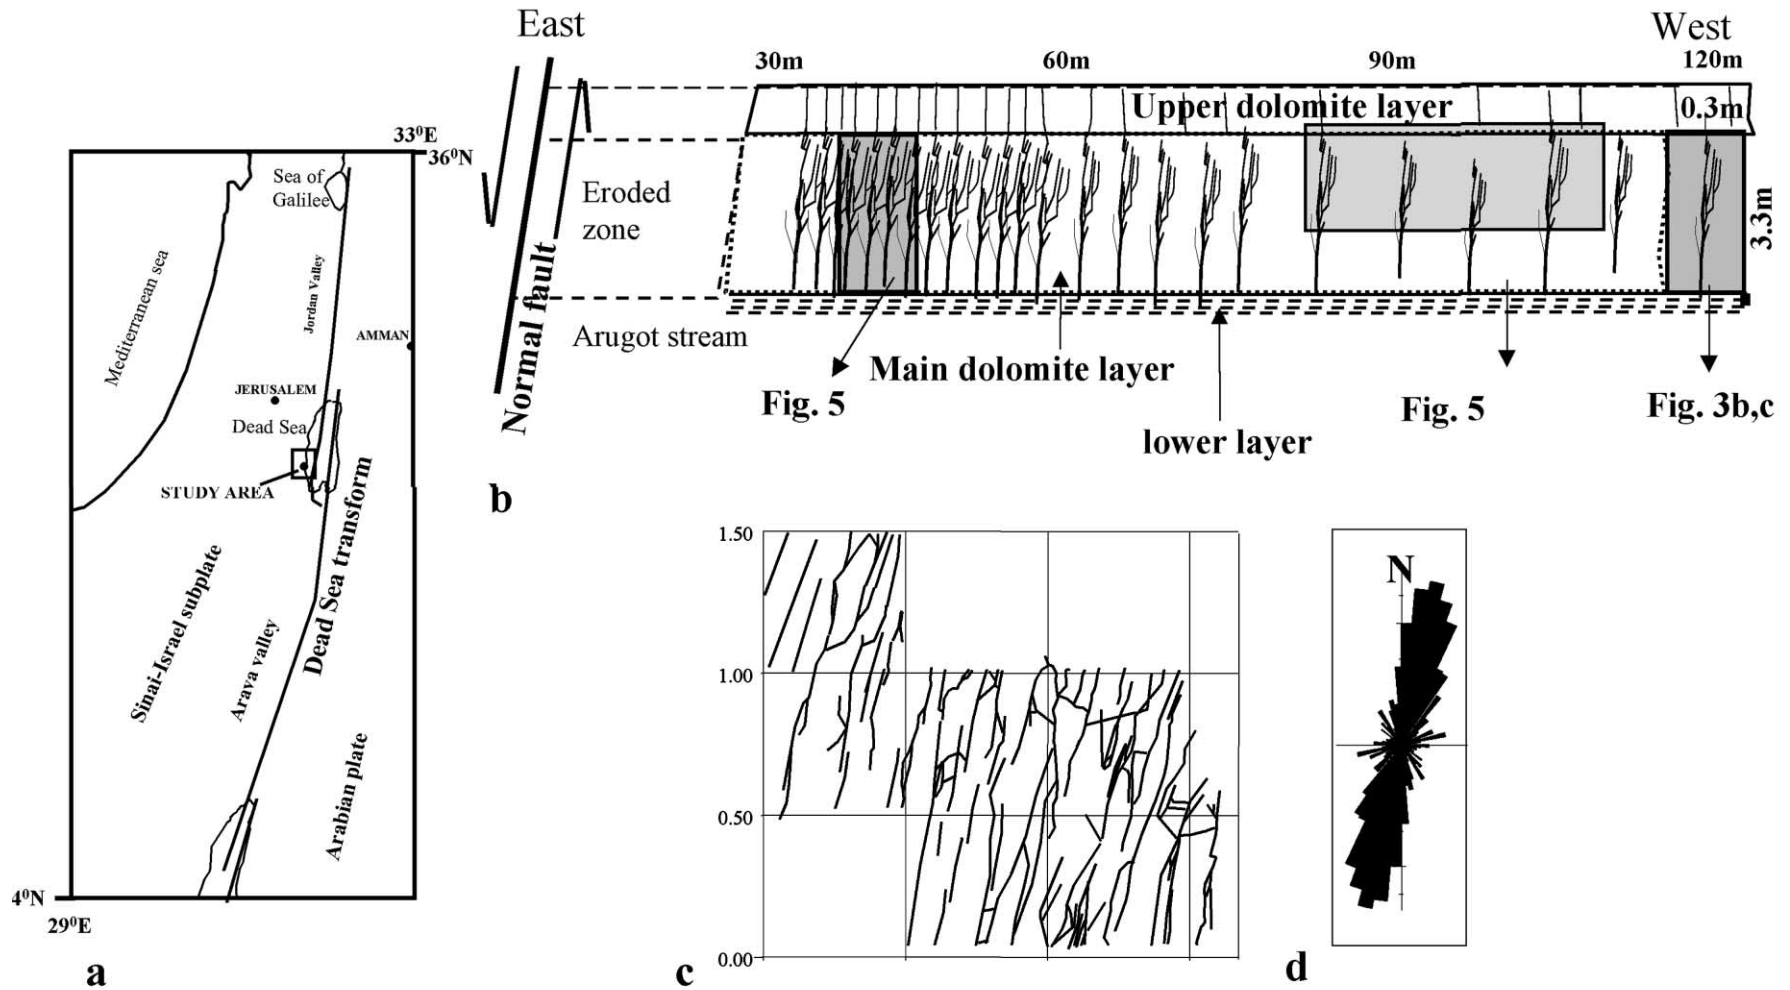 33⁰E
36⁰N
Sea of
Galilee
Mediterranean sea
Jordan Valley
AMMAN
JERUSALEM
Dead Sea
STUDY AREA
Dead Sea transform
Sinai-Israel subplate
Arava valley
Arabian plate
4⁰N
29⁰E
a
East
West
30m
60m
90m
120m
Upper dolomite layer
0.3m
Eroded
zone
3.3m
Normal fault
Arugot stream
Main dolomite layer
Fig. 5
Fig. 5
Fig. 3b,c
lower layer
b
1.50
1.00
0.50
0.00
c
N
d